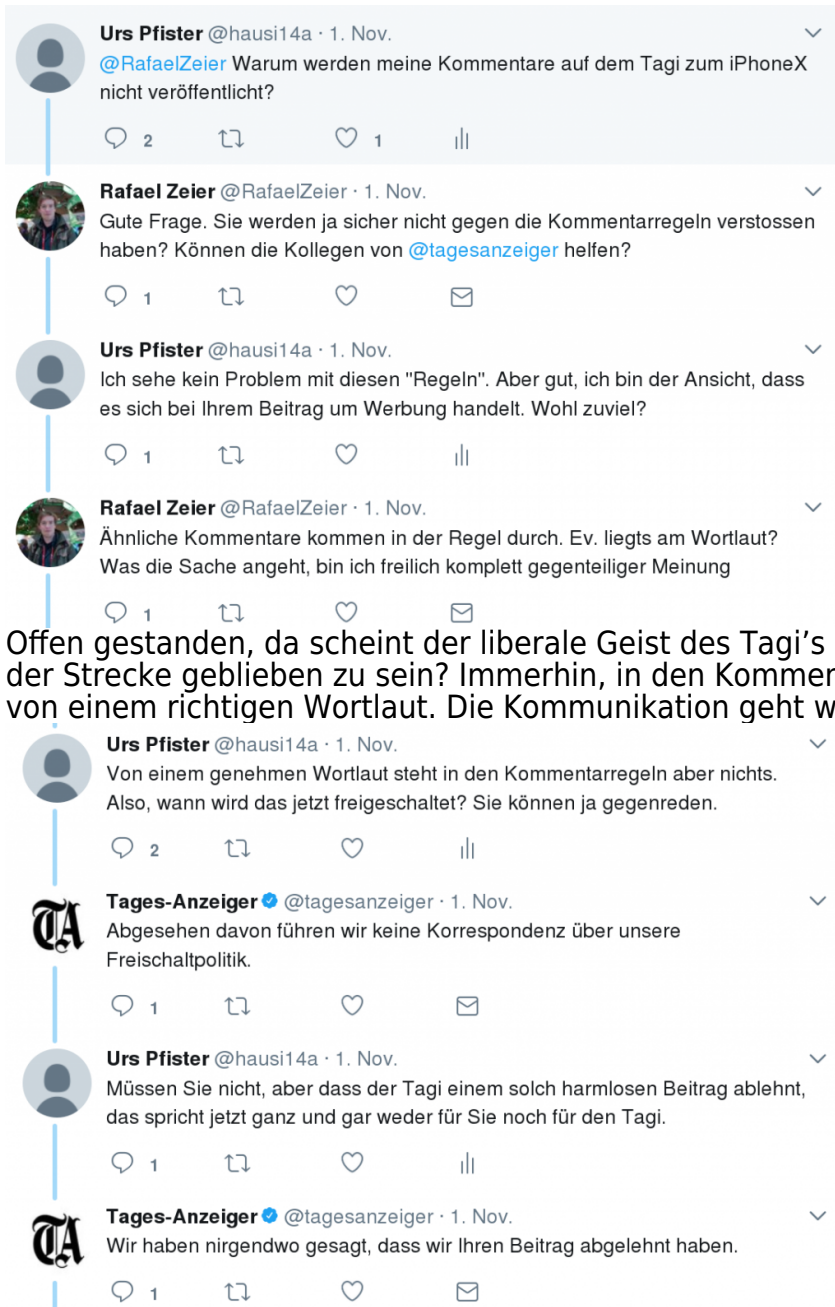 Urs Pfister @hausi14a · 1. Nov.
@RafaelZeier Warum werden meine Kommentare auf dem Tagi zum iPhoneX
nicht veröffentlicht?
2 1
Rafael Zeier @RafaelZeier · 1. Nov.
Gute Frage. Sie werden ja sicher nicht gegen die Kommentarregeln verstossen
haben? Können die Kollegen von @tagesanzeiger helfen?
1
Urs Pfister @hausi14a · 1. Nov.
Ich sehe kein Problem mit diesen "Regeln". Aber gut, ich bin der Ansicht, dass
es sich bei Ihrem Beitrag um Werbung handelt. Wohl zuviel?
1
Rafael Zeier @RafaelZeier · 1. Nov.
Ähnliche Kommentare kommen in der Regel durch. Ev. liegts am Wortlaut?
Was die Sache angeht, bin ich freilich komplett gegenteiliger Meinung
1
Offen gestanden, da scheint der liberale Geist des Tagi’s
der Strecke geblieben zu sein? Immerhin, in den Kommen
von einem richtigen Wortlaut. Die Kommunikation geht w
Urs Pfister @hausi14a · 1. Nov.
Von einem genehmen Wortlaut steht in den Kommentarregeln aber nichts.
Also, wann wird das jetzt freigeschaltet? Sie können ja gegenreden.
2
TA
Tages-Anzeiger @tagesanzeiger · 1. Nov.
Abgesehen davon führen wir keine Korrespondenz über unsere
Freischaltpolitik.
1
Urs Pfister @hausi14a · 1. Nov.
Müssen Sie nicht, aber dass der Tagi einem solch harmlosen Beitrag ablehnt,
das spricht jetzt ganz und gar weder für Sie noch für den Tagi.
1
TA
Tages-Anzeiger @tagesanzeiger · 1. Nov.
Wir haben nirgendwo gesagt, dass wir Ihren Beitrag abgelehnt haben.
1